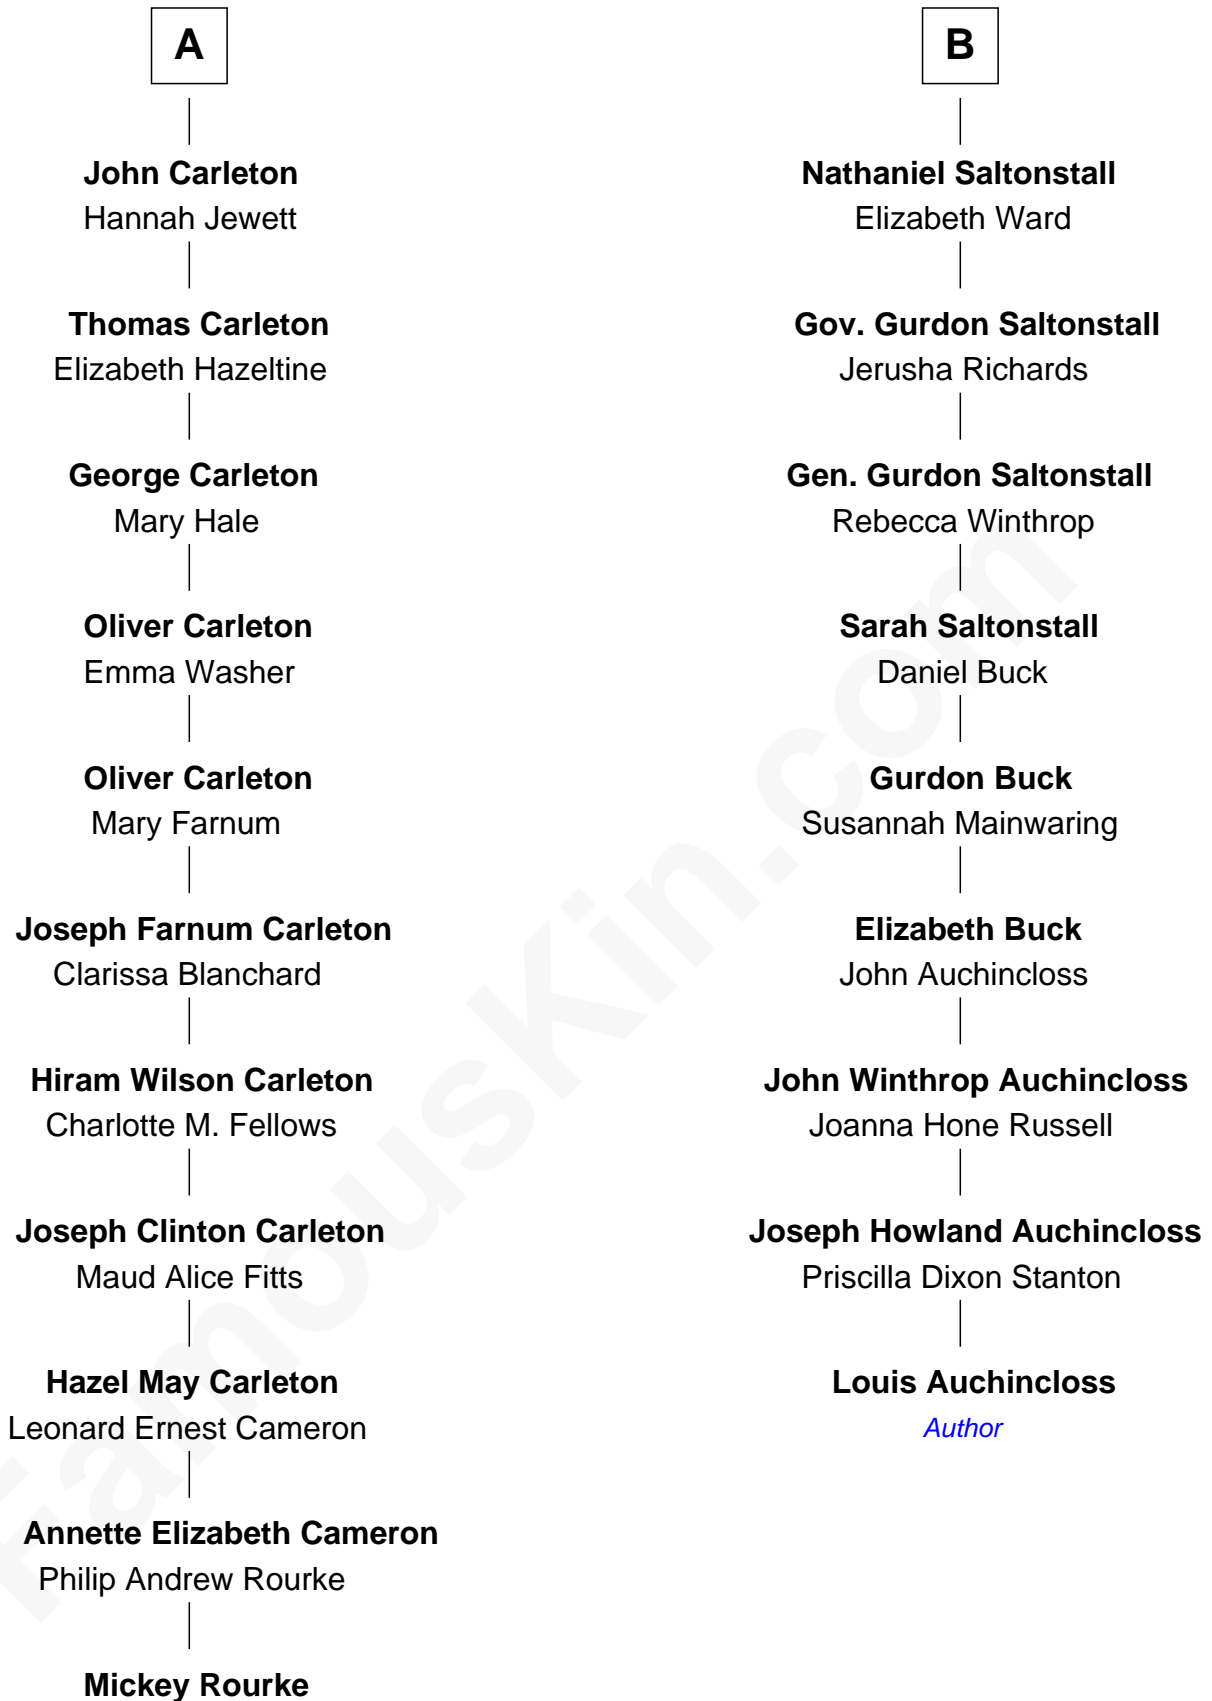 A
John Carleton
Hannah Jewett
Thomas Carleton
Elizabeth Hazeltine
George Carleton
Mary Hale
Oliver Carleton
Emma Washer
Oliver Carleton
Mary Farnum
Joseph Farnum Carleton
Clarissa Blanchard
Hiram Wilson Carleton
Charlotte M. Fellows
Joseph Clinton Carleton
Maud Alice Fitts
Hazel May Carleton
Leonard Ernest Cameron
Annette Elizabeth Cameron
Philip Andrew Rourke
Mickey Rourke
B
Nathaniel Saltonstall
Elizabeth Ward
Gov. Gurdon Saltonstall
Jerusha Richards
Gen. Gurdon Saltonstall
Rebecca Winthrop
Sarah Saltonstall
Daniel Buck
Gurdon Buck
Susannah Mainwaring
Elizabeth Buck
John Auchincloss
John Winthrop Auchincloss
Joanna Hone Russell
Joseph Howland Auchincloss
Priscilla Dixon Stanton
Louis Auchincloss
Author
FamousKin.com